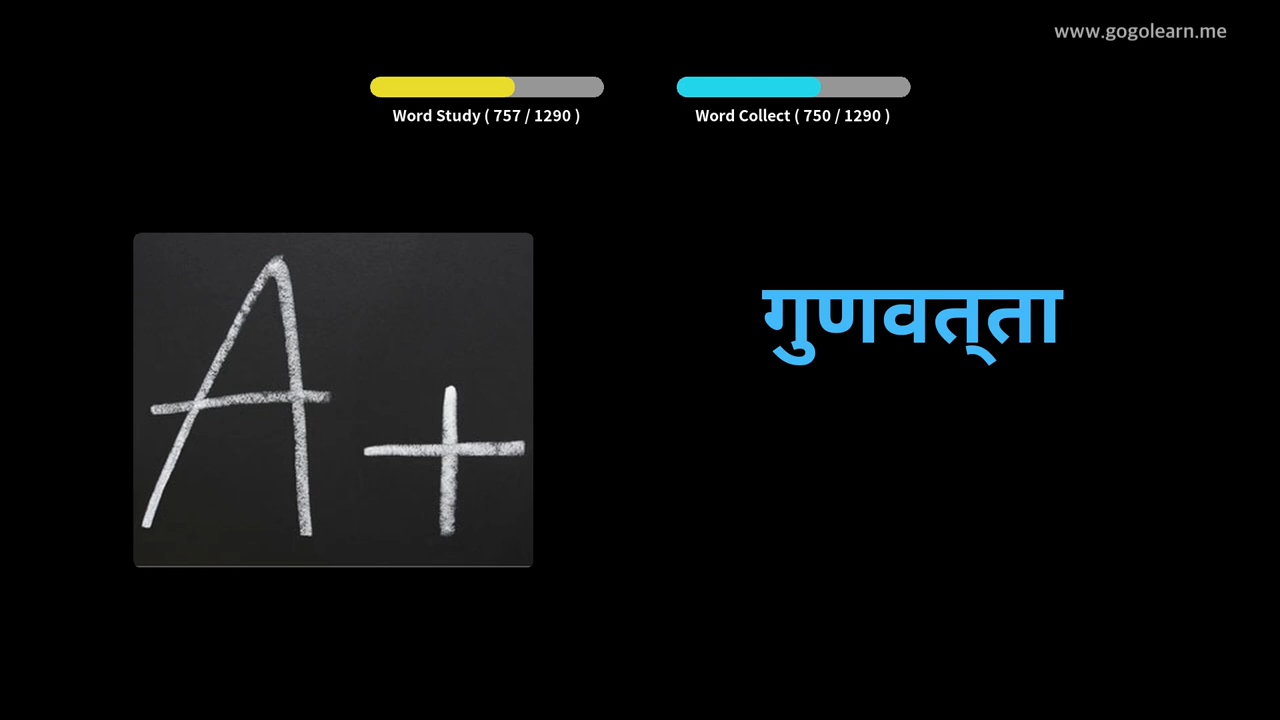 www.gogolearn.me
Word Study ( 757 / 1290 )
Word Collect ( 750 / 1290 )
A+
गुणवत्‌ता